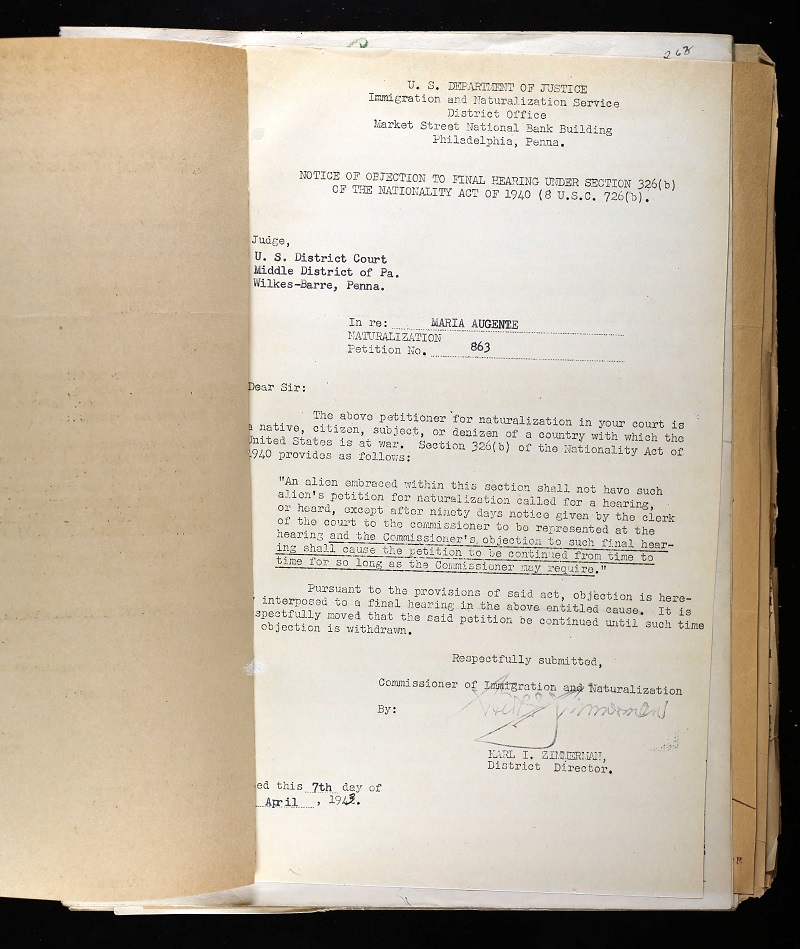 268
U. S. DEPARTMENT OF JUSTICE
Immigration and Naturalization Service
District Office
Market Street National Bank Building
Philadelphia, Penna.
NOTICE OF OBJECTION TO FINAL HEARING UNDER SECTION 326(b)
OF THE NATIONALITY ACT OF 1940 (8 U.S.C. 726(b).
Judge,
U. S. District Court
Middle District of Pa.
Wilkes-Barre, Penna.
In re: MARIA AUGENTE
NATURALIZATION
Petition No. 863
Dear Sir:
The above petitioner for naturalization in your court is
a native, citizen, subject, or denizen of a country with which the
United States is at war. Section 326(b) of the Nationality Act of
1940 provides as follows:
"An alien embraced within this section shall not have such
alien's petition for naturalization called for a hearing,
or heard, except after ninety days notice given by the clerk
of the court to the commissioner to be represented at the
hearing and the Commissioner's objection to such final hear-
ing shall cause the petition to be continued from time to
time for so long as the Commissioner may require."
Pursuant to the provisions of said act, objection is here-
interposed to a final hearing in the above entitled cause. It is
spectfully moved that the said petition be continued until such time
objection is withdrawn.
Respectfully submitted,
Commissioner of Immigration and Naturalization
By: Karl I. Zimmerman
KARL I. ZIMMERMAN,
District Director.
ed this 7th day of
April , 1943.